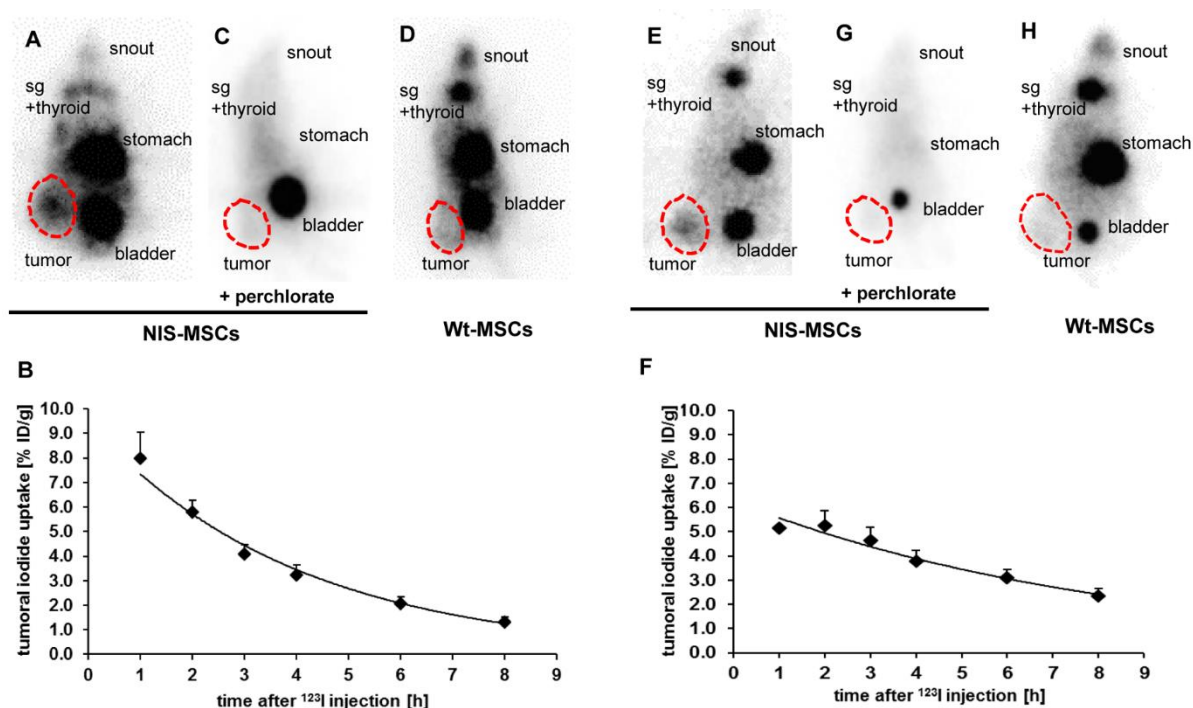 A
snout
sg
+thyroid
stomach
bladder
tumor
C
snout
sg
+thyroid
stomach
bladder
tumor
+ perchlorate
D
snout
sg
+thyroid
stomach
bladder
tumor
NIS-MSCs
Wt-MSCs
E
snout
sg
+thyroid
stomach
bladder
tumor
G
snout
sg
+thyroid
stomach
bladder
tumor
+ perchlorate
H
snout
sg
+thyroid
stomach
bladder
tumor
NIS-MSCs
Wt-MSCs
B
tumoral iodide uptake [% ID/g]
10.0
9.0
8.0
7.0
6.0
5.0
4.0
3.0
2.0
1.0
0.0
0 1 2 3 4 5 6 7 8 9
time after ¹²³I injection [h]
F
tumoral iodide uptake [% ID/g]
10.0
9.0
8.0
7.0
6.0
5.0
4.0
3.0
2.0
1.0
0.0
0 1 2 3 4 5 6 7 8 9
time after ¹²³I injection [h]